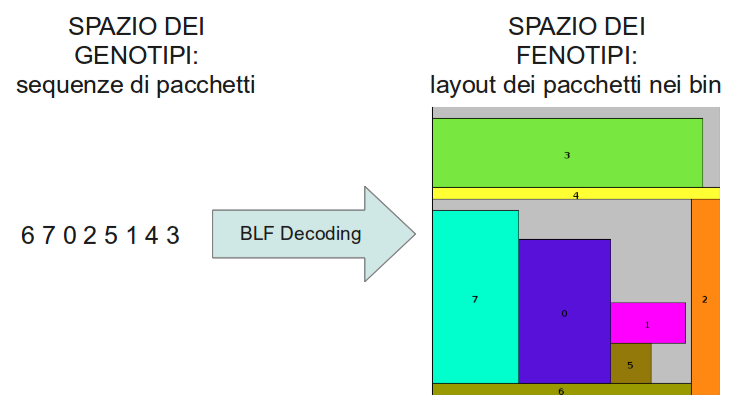 SPAZIO DEI
GENOTIPI:
sequenze di pacchetti
SPAZIO DEI
FENOTIPI:
layout dei pacchetti nei bin
6 7 0 2 5 1 4 3
BLF Decoding
3
4
7
0
1
2
5
6